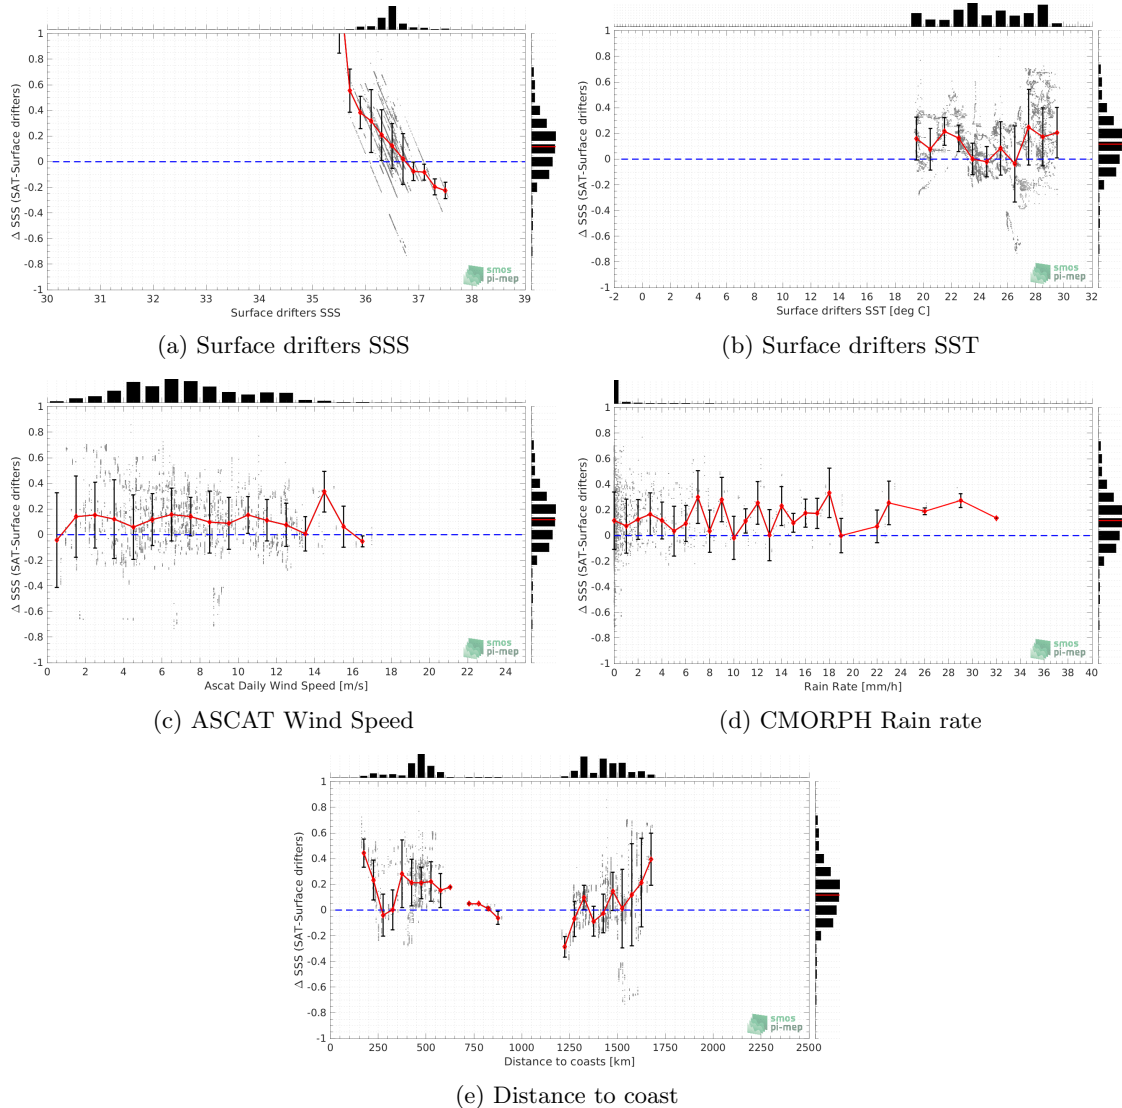 1
0.8
0.6
0.4
0.2
0
-0.2
-0.4
-0.6
-0.8
-1
Δ SSS (SAT-Surface drifters)
30 31 32 33 34 35 36 37 38 39
Surface drifters SSS
smos
pi-mep
(a) Surface drifters SSS
1
0.8
0.6
0.4
0.2
0
-0.2
-0.4
-0.6
-0.8
-1
Δ SSS (SAT-Surface drifters)
-2 0 2 4 6 8 10 12 14 16 18 20 22 24 26 28 30 32
Surface drifters SST [deg C]
smos
pi-mep
(b) Surface drifters SST
1
0.8
0.6
0.4
0.2
0
-0.2
-0.4
-0.6
-0.8
-1
Δ SSS (SAT-Surface drifters)
0 2 4 6 8 10 12 14 16 18 20 22 24
Ascat Daily Wind Speed [m/s]
smos
pi-mep
(c) ASCAT Wind Speed
1
0.8
0.6
0.4
0.2
0
-0.2
-0.4
-0.6
-0.8
-1
Δ SSS (SAT-Surface drifters)
0 2 4 6 8 10 12 14 16 18 20 22 24 26 28 30 32 34 36 38 40
Rain Rate [mm/h]
smos
pi-mep
(d) CMORPH Rain rate
1
0.8
0.6
0.4
0.2
0
-0.2
-0.4
-0.6
-0.8
-1
Δ SSS (SAT-Surface drifters)
0 250 500 750 1000 1250 1500 1750 2000 2250 2500
Distance to coasts [km]
smos
pi-mep
(e) Distance to coast